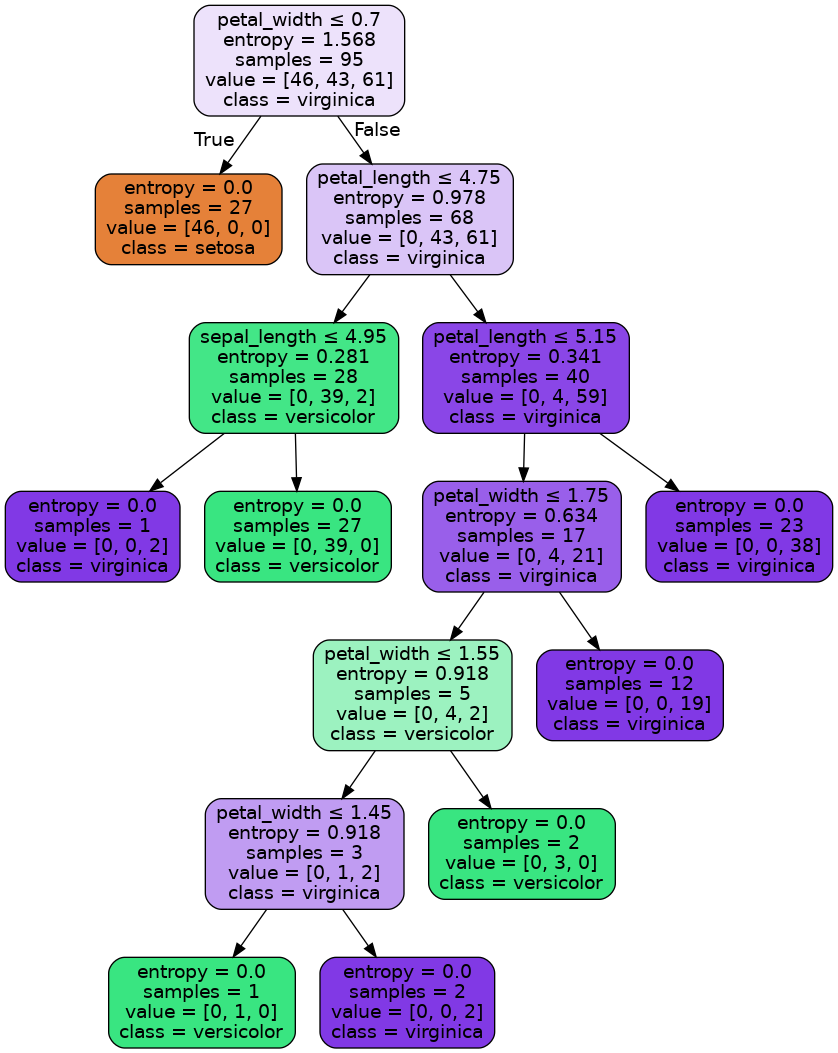 petal_width ≤ 0.7
entropy = 1.568
samples = 95
value = [46, 43, 61]
class = virginica
True
False
entropy = 0.0
samples = 27
value = [46, 0, 0]
class = setosa
petal_length ≤ 4.75
entropy = 0.978
samples = 68
value = [0, 43, 61]
class = virginica
sepal_length ≤ 4.95
entropy = 0.281
samples = 28
value = [0, 39, 2]
class = versicolor
petal_length ≤ 5.15
entropy = 0.341
samples = 40
value = [0, 4, 59]
class = virginica
entropy = 0.0
samples = 1
value = [0, 0, 2]
class = virginica
entropy = 0.0
samples = 27
value = [0, 39, 0]
class = versicolor
petal_width ≤ 1.75
entropy = 0.634
samples = 17
value = [0, 4, 21]
class = virginica
entropy = 0.0
samples = 23
value = [0, 0, 38]
class = virginica
petal_width ≤ 1.55
entropy = 0.918
samples = 5
value = [0, 4, 2]
class = versicolor
entropy = 0.0
samples = 12
value = [0, 0, 19]
class = virginica
petal_width ≤ 1.45
entropy = 0.918
samples = 3
value = [0, 1, 2]
class = virginica
entropy = 0.0
samples = 2
value = [0, 3, 0]
class = versicolor
entropy = 0.0
samples = 1
value = [0, 1, 0]
class = versicolor
entropy = 0.0
samples = 2
value = [0, 0, 2]
class = virginica